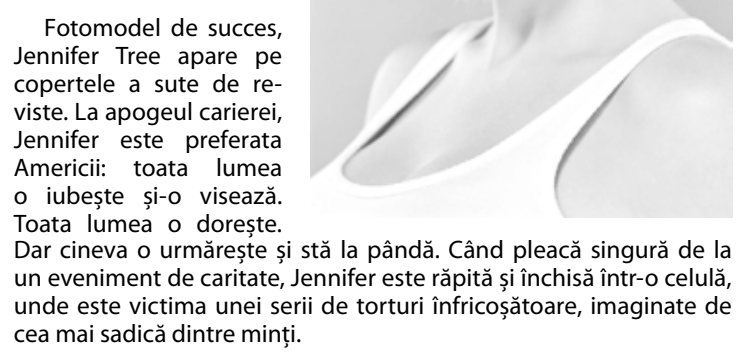 Fotomodel de succes,
Jennifer Tree apare pe
copertele a sute de re-
viste. La apogeul carierei,
Jennifer este preferata
Americii: toata lumea
o iubește și-o visează.
Toata lumea o dorește.
Dar cineva o urmărește și stă la pândă. Când pleacă singură de la
un eveniment de caritate, Jennifer este răpită și închisă într-o celulă,
unde este victima unei serii de torturi înfricoșătoare, imaginate de
cea mai sadică dintre minți.